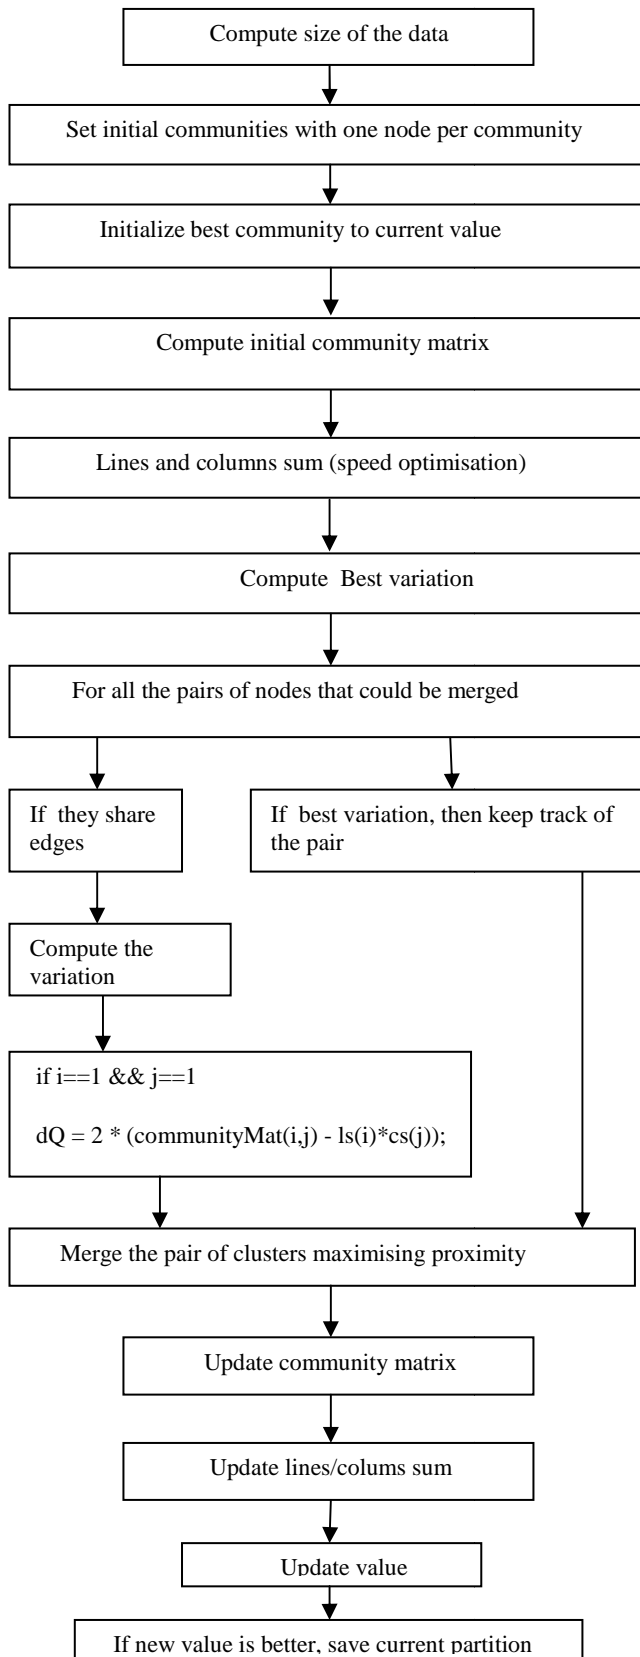 Compute size of the data
Set initial communities with one node per community
Initialize best community to current value
Compute initial community matrix
Lines and columns sum (speed optimisation)
Compute Best variation
For all the pairs of nodes that could be merged
If they share
edges
If best variation, then keep track of
the pair
Compute the
variation
if i==1 && j==1
dQ = 2 * (communityMat(i,j) - ls(i)*cs(j));
Merge the pair of clusters maximising proximity
Update community matrix
Update lines/colums sum
Update value
If new value is better, save current partition